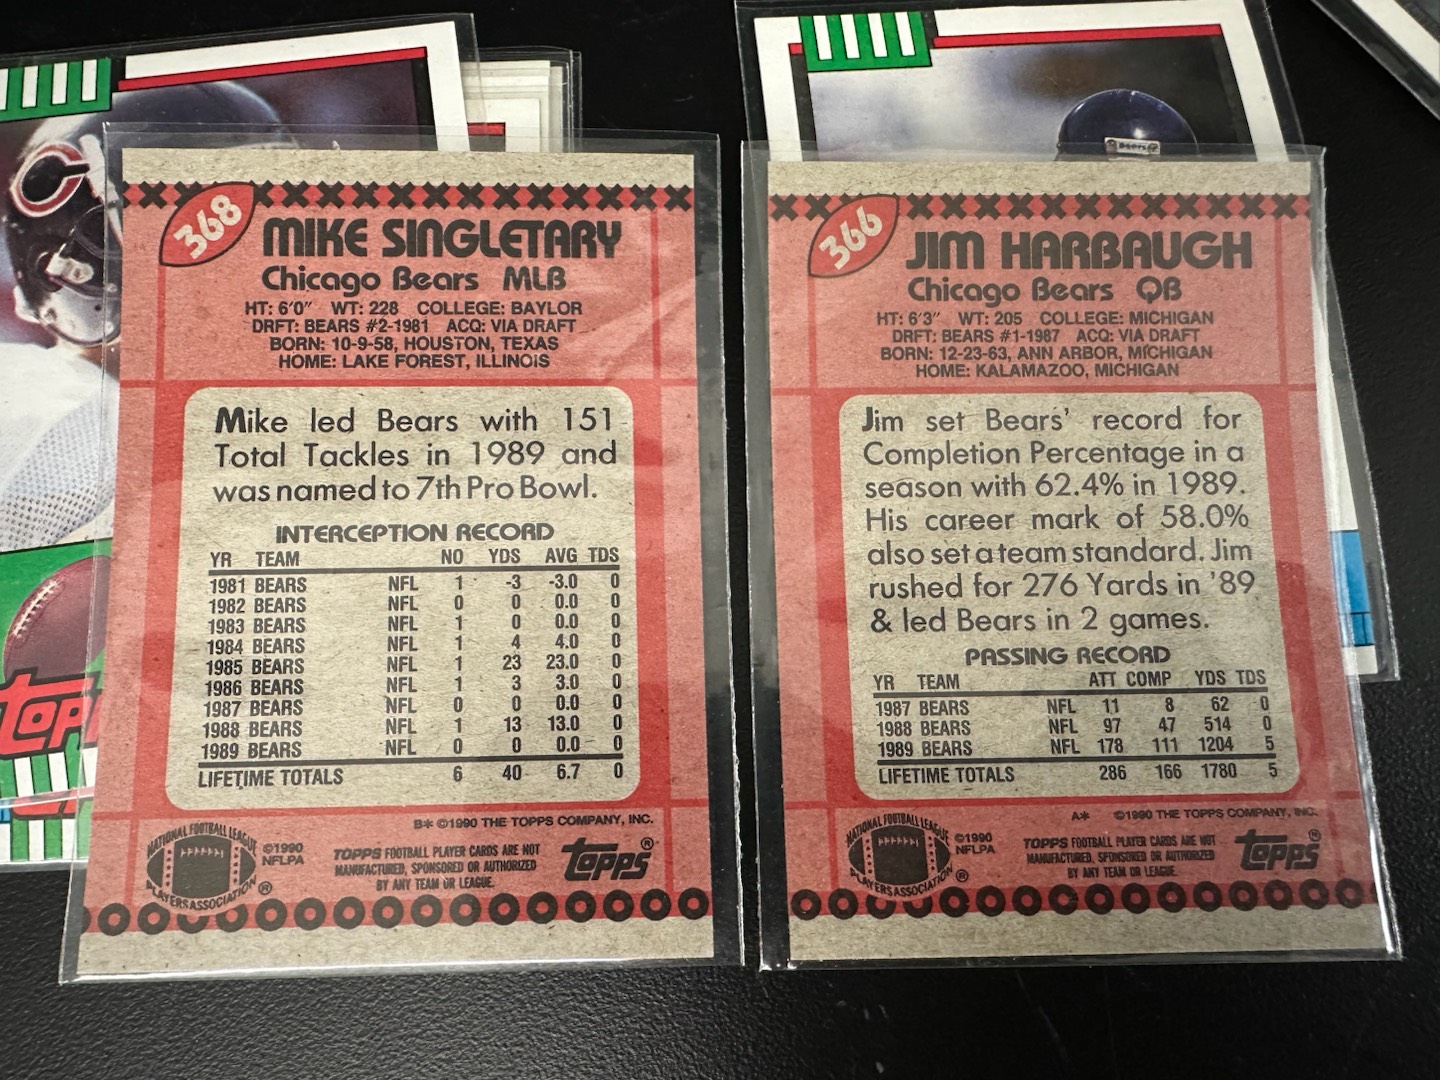 368
MIKE SINGLETARY
Chicago Bears MLB
HT: 6'0" WT: 228 COLLEGE: BAYLOR
DRFT: BEARS #2-1981 ACQ: VIA DRAFT
BORN: 10-9-58, HOUSTON, TEXAS
HOME: LAKE FOREST, ILLINOIS
Mike led Bears with 151
Total Tackles in 1989 and
was named to 7th Pro Bowl.
INTERCEPTION RECORD
YR TEAM NO YDS AVG TDS
1981 BEARS NFL 1 -3 -3.0 0
1982 BEARS NFL 0 0 0.0 0
1983 BEARS NFL 1 0 0.0 0
1984 BEARS NFL 1 4 4.0 0
1985 BEARS NFL 1 23 23.0 0
1986 BEARS NFL 1 3 3.0 0
1987 BEARS NFL 0 0 0.0 0
1988 BEARS NFL 1 13 13.0 0
1989 BEARS NFL 0 0 0.0 0
LIFETIME TOTALS 6 40 6.7 0
B* ©1990 THE TOPPS COMPANY, INC.
NATIONAL FOOTBALL LEAGUE
PLAYERS ASSOCIATION ®
©1990
NFLPA
TOPPS FOOTBALL PLAYER CARDS ARE NOT
MANUFACTURED, SPONSORED OR AUTHORIZED
BY ANY TEAM OR LEAGUE.
Topps®
366
JIM HARBAUGH
Chicago Bears QB
HT: 6'3" WT: 205 COLLEGE: MICHIGAN
DRFT: BEARS #1-1987 ACQ: VIA DRAFT
BORN: 12-23-63, ANN ARBOR, MICHIGAN
HOME: KALAMAZOO, MICHIGAN
Jim set Bears' record for
Completion Percentage in a
season with 62.4% in 1989.
His career mark of 58.0%
also set a team standard. Jim
rushed for 276 Yards in '89
& led Bears in 2 games.
PASSING RECORD
YR TEAM ATT COMP YDS TDS
1987 BEARS NFL 11 8 62 0
1988 BEARS NFL 97 47 514 0
1989 BEARS NFL 178 111 1204 5
LIFETIME TOTALS 286 166 1780 5
A* ©1990 THE TOPPS COMPANY, INC.
NATIONAL FOOTBALL LEAGUE
PLAYERS ASSOCIATION ®
©1990
NFLPA
TOPPS FOOTBALL PLAYER CARDS ARE NOT
MANUFACTURED, SPONSORED OR AUTHORIZED
BY ANY TEAM OR LEAGUE.
Topps®
C
Bears